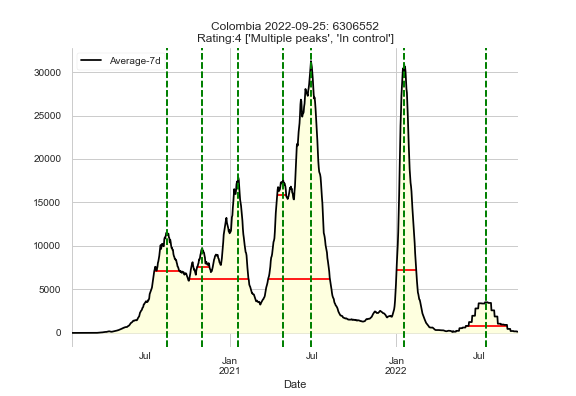 Colombia 2022-09-25: 6306552
Rating:4 ['Multiple peaks', 'In control']
Average-7d
30000
25000
20000
15000
10000
5000
0
Jul
Jan
2021
Jul
Jan
2022
Jul
Date